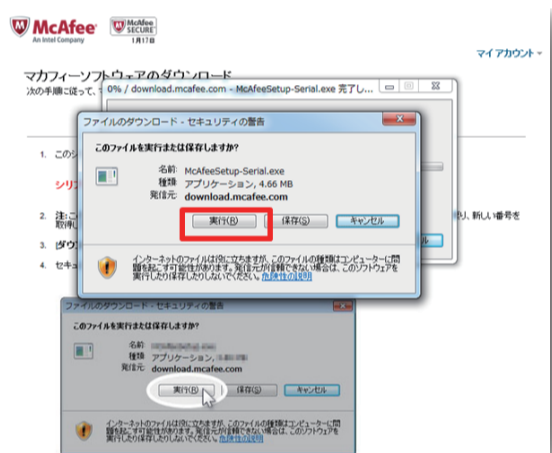 McAfee
An Intel Company
McAfee
SECURE
1月17日
マイ アカウント
マカフィーソフトウェアのダウンロード
次の手順に従って、
0% / download.mcafee.com - McAfeeSetup-Serial.exe 完了し...
ファイルのダウンロード - セキュリティの警告
このファイルを実行または保存しますか?
名前: McAfeeSetup-Serial.exe
種類: アプリケーション, 4.66 MB
発信元: download.mcafee.com
実行(R)
保存(S)
キャンセル
インターネットのファイルは役に立ちますが、このファイルの種類はコンピューターに問
題を起こす可能性があります。発信元が信頼できない場合は、このソフトウェアを
実行したり保存したりしないでください。危険性の説明
1. このシ
シリ
2. 注:こ
取得し
り、新しい番号を
3. [ダウ
ル
4. セキュ
ファイルのダウンロード - セキュリティの警告
このファイルを実行または保存しますか?
名前
種類 アプリケーション,
発信元: download.mcafee.com
実行(R)
保存(S)
キャンセル
インターネットのファイルは役に立ちますが、このファイルの種類はコンピューターに問
題を起こす可能性があります。発信元が信頼できない場合は、このソフトウェアを
実行したり保存したりしないでください。危険性の説明